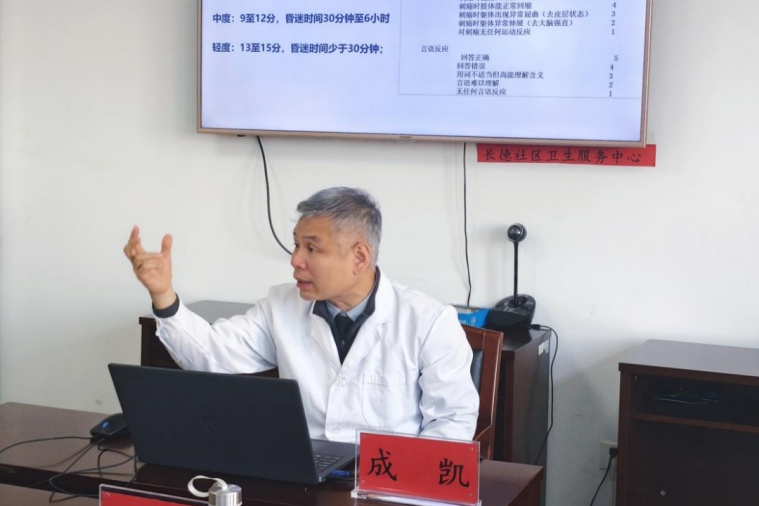 中度：9至12分，昏迷时间30分钟至6小时
轻度：13至15分，昏迷时间少于30分钟；
刺痛时肢体能正常回缩 4
刺痛时躯体出现异常屈曲（去皮层状态） 3
刺痛时躯体异常伸展（去大脑强直） 2
对刺痛无任何运动反应 1
言语反应
回答正确 5
回答错误 4
用词不适当但尚能理解含义 3
言语难以理解 2
无任何言语反应 1
长德社区卫生服务中心
成凯